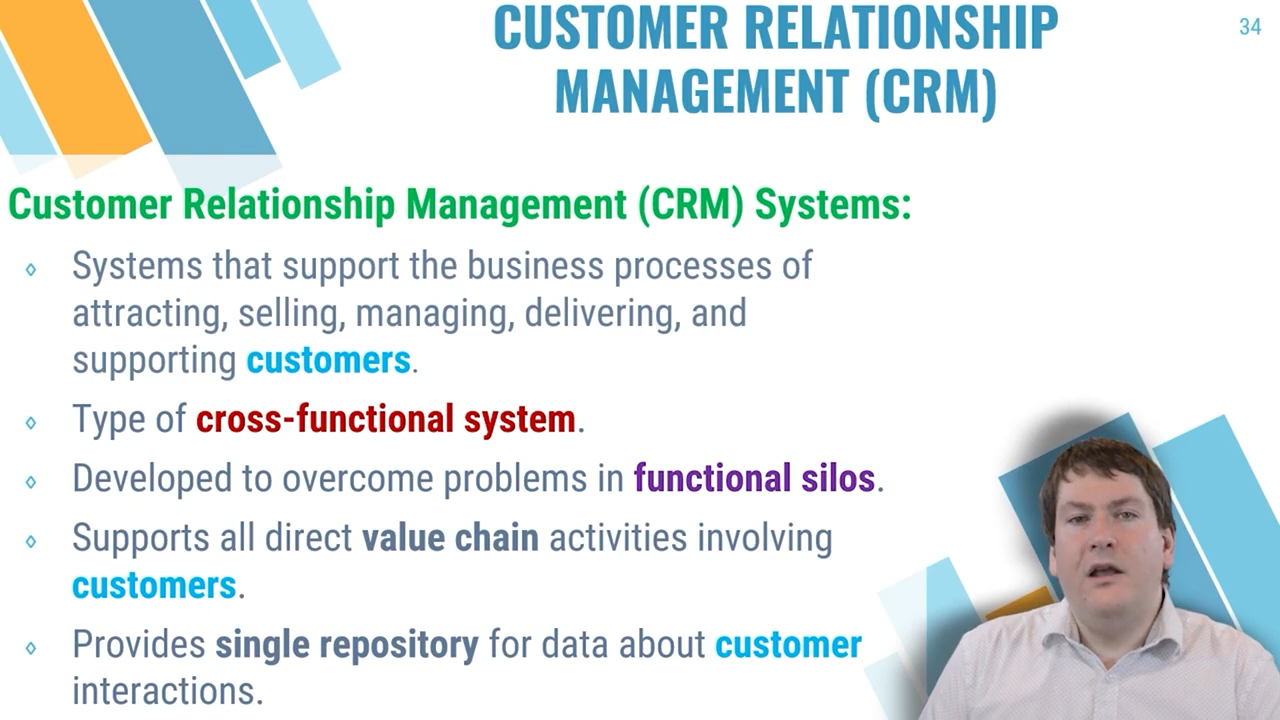 CUSTOMER RELATIONSHIP
MANAGEMENT (CRM)
34
Customer Relationship Management (CRM) Systems:
Systems that support the business processes of
attracting, selling, managing, delivering, and
supporting customers.
Type of cross-functional system.
Developed to overcome problems in functional silos.
Supports all direct value chain activities involving
customers.
Provides single repository for data about customer
interactions.